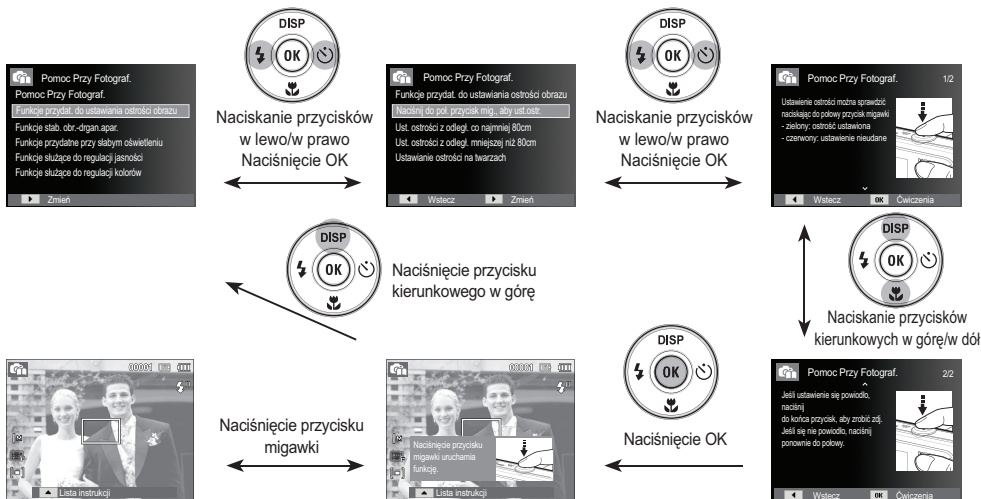 DISP
OK
Naciskanie przycisków
w lewo/w prawo
Naciśnięcie OK
DISP
OK
Naciskanie przycisków
w lewo/w prawo
Naciśnięcie OK
Pomoc Przy Fotograf.
Pomoc Przy Fotograf.
Funkcje przydat. do ustawiania ostrości obrazu
Funkcje stab. obr.-drgan.apar.
Funkcje przydatne przy słabym oświetleniu
Funkcje służące do regulacji jasności
Funkcje służące do regulacji kolorów
Zmień
Pomoc Przy Fotograf.
Funkcje przydat. do ustawiania ostrości obrazu
Naciśnij do poł. przycisk mig., aby ust.ostr.
Ust. ostrości z odległ. co najmniej 80cm
Ust. ostrości z odległ. mniejszej niż 80cm
Ustawianie ostrości na twarzach
Wstecz Zmień
Pomoc Przy Fotograf. 1/2
Ustawienie ostrości można sprawdzić
naciskając do połowy przycisk migawki
- zielony: ostrość ustawiona
- czerwony: ustawienie nieudane
Wstecz OK Ćwiczenia
DISP
OK
Naciśnięcie przycisku
kierunkowego w górę
DISP
OK
Naciskanie przycisków
kierunkowych w górę/w dół
00001
Lista instrukcji
Naciśnięcie przycisku
migawki
00001
Naciśnięcie przycisku
migawki uruchamia
funkcję.
Lista instrukcji
DISP
OK
Naciśnięcie OK
Pomoc Przy Fotograf. 2/2
Jeśli ustawienie się powiodło,
naciśnij
do końca przycisk, aby zrobić zdj.
Jeśli się nie powiodło, naciśnij
ponownie do połowy.
Wstecz OK Ćwiczenia